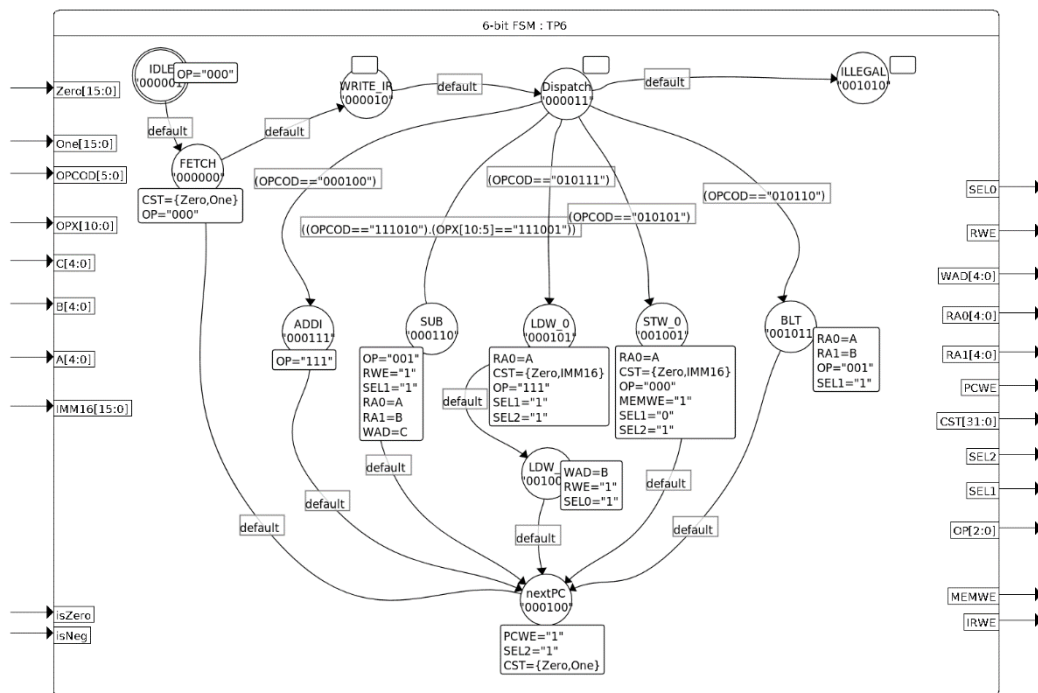 6-bit FSM : TP6
IDLE
"000001"
OP="000"
WRITE_IR
"000010"
default
Dispatch
"000011"
default
ILLEGAL
"001010"
Zero[15:0]
default
default
One[15:0]
FETCH
"000000"
OPCOD[5:0]
CST={Zero,One}
OP="000"
(OPCOD=="000100")
(OPCOD=="010111")
(OPCOD=="010110")
SEL0
OPX[10:0]
((OPCOD=="111010").(OPX[10:5]=="111001"))
(OPCOD=="010101")
RWE
C[4:0]
WAD[4:0]
B[4:0]
RA0[4:0]
ADDI
"000111"
OP="111"
SUB
"000110"
OP="001"
RWE="1"
SEL1="1"
RA0=A
RA1=B
WAD=C
LDW_0
"000101"
RA0=A
CST={Zero,IMM16}
OP="111"
SEL1="1"
SEL2="1"
STW_0
"001001"
RA0=A
CST={Zero,IMM16}
OP="000"
MEMWE="1"
SEL1="0"
SEL2="1"
BLT
"001011"
RA0=A
RA1=B
OP="001"
SEL1="1"
A[4:0]
RA1[4:0]
PCWE
IMM16[15:0]
CST[31:0]
default
SEL2
default
LDW_
"00100
WAD=B
RWE="1"
SEL0="1"
default
SEL1
default
default
default
default
OP[2:0]
nextPC
"000100"
PCWE="1"
SEL2="1"
CST={Zero,One}
MEMWE
isZero
IRWE
isNeg